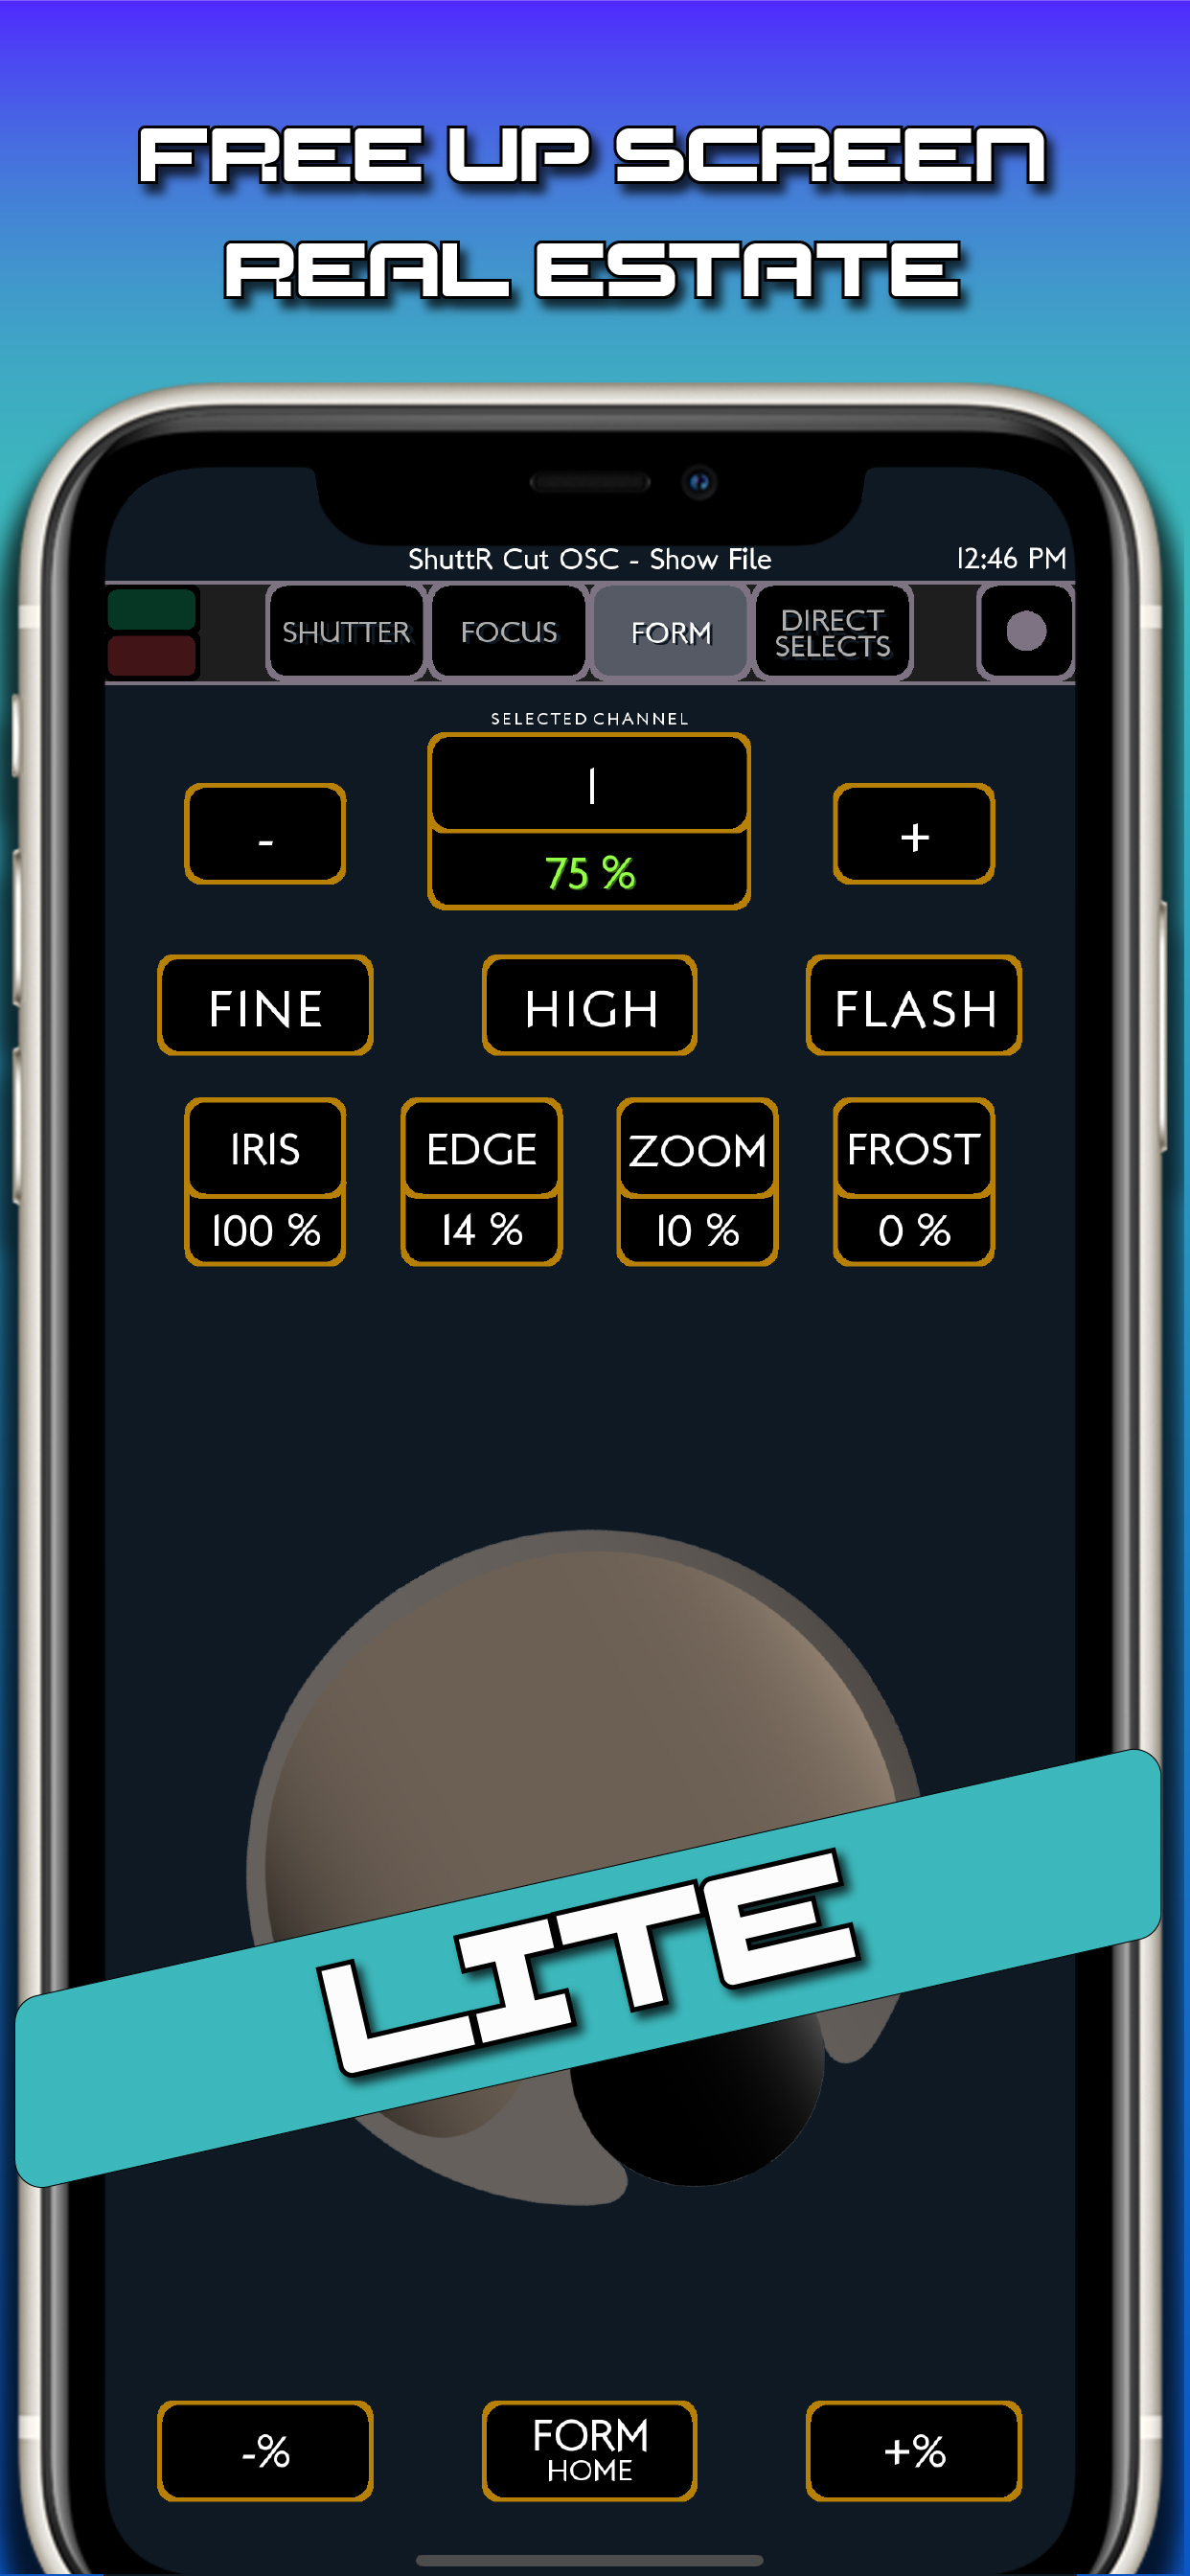 FREE UP SCREEN
REAL ESTATE
ShuttR Cut OSC - Show File
12:46 PM
SHUTTER
FOCUS
FORM
DIRECT
SELECTS
SELECTED CHANNEL
-
1
+
75 %
FINE
HIGH
FLASH
IRIS
EDGE
ZOOM
FROST
100 %
14 %
10 %
0 %
LITE
-%
FORM
HOME
+%